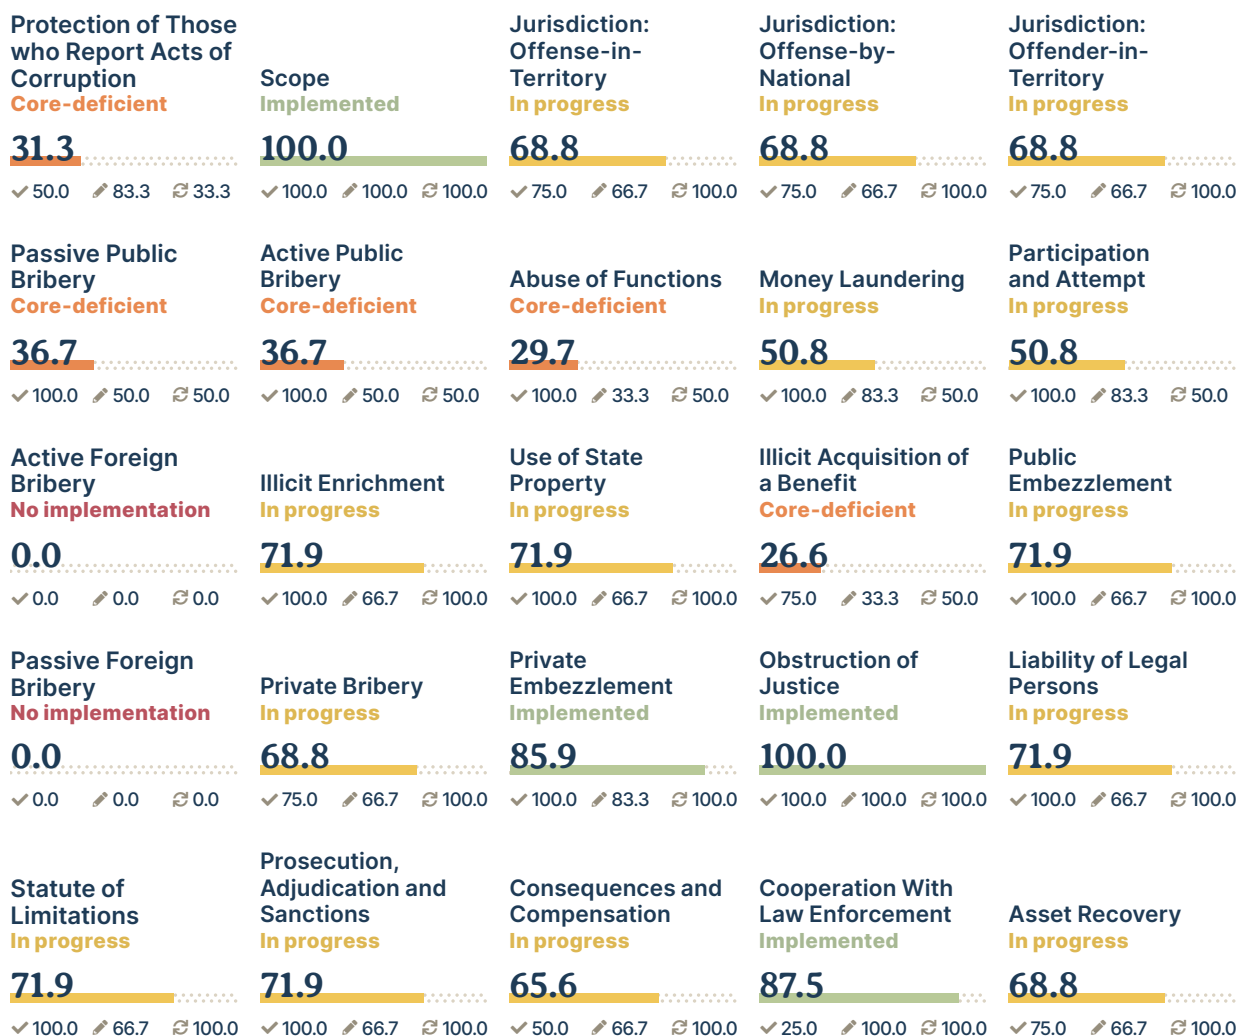 Protection of Those
who Report Acts of
Corruption
Core-deficient
31.3
50.0 83.3 33.3
Scope
Implemented
100.0
100.0 100.0 100.0
Jurisdiction:
Offense-in-
Territory
In progress
68.8
75.0 66.7 100.0
Jurisdiction:
Offense-by-
National
In progress
68.8
75.0 66.7 100.0
Jurisdiction:
Offender-in-
Territory
In progress
68.8
75.0 66.7 100.0
Passive Public
Bribery
Core-deficient
36.7
100.0 50.0 50.0
Active Public
Bribery
Core-deficient
36.7
100.0 50.0 50.0
Abuse of Functions
Core-deficient
29.7
100.0 33.3 50.0
Money Laundering
In progress
50.8
100.0 83.3 50.0
Participation
and Attempt
In progress
50.8
100.0 83.3 50.0
Active Foreign
Bribery
No implementation
0.0
0.0 0.0 0.0
Illicit Enrichment
In progress
71.9
100.0 66.7 100.0
Use of State
Property
In progress
71.9
100.0 66.7 100.0
Illicit Acquisition of
a Benefit
Core-deficient
26.6
75.0 33.3 50.0
Public
Embezzlement
In progress
71.9
100.0 66.7 100.0
Passive Foreign
Bribery
No implementation
0.0
0.0 0.0 0.0
Private Bribery
In progress
68.8
75.0 66.7 100.0
Private
Embezzlement
Implemented
85.9
100.0 83.3 100.0
Obstruction of
Justice
Implemented
100.0
100.0 100.0 100.0
Liability of Legal
Persons
In progress
71.9
100.0 66.7 100.0
Statute of
Limitations
In progress
71.9
100.0 66.7 100.0
Prosecution,
Adjudication and
Sanctions
In progress
71.9
100.0 66.7 100.0
Consequences and
Compensation
In progress
65.6
50.0 66.7 100.0
Cooperation With
Law Enforcement
Implemented
87.5
25.0 100.0 100.0
Asset Recovery
In progress
68.8
75.0 66.7 100.0